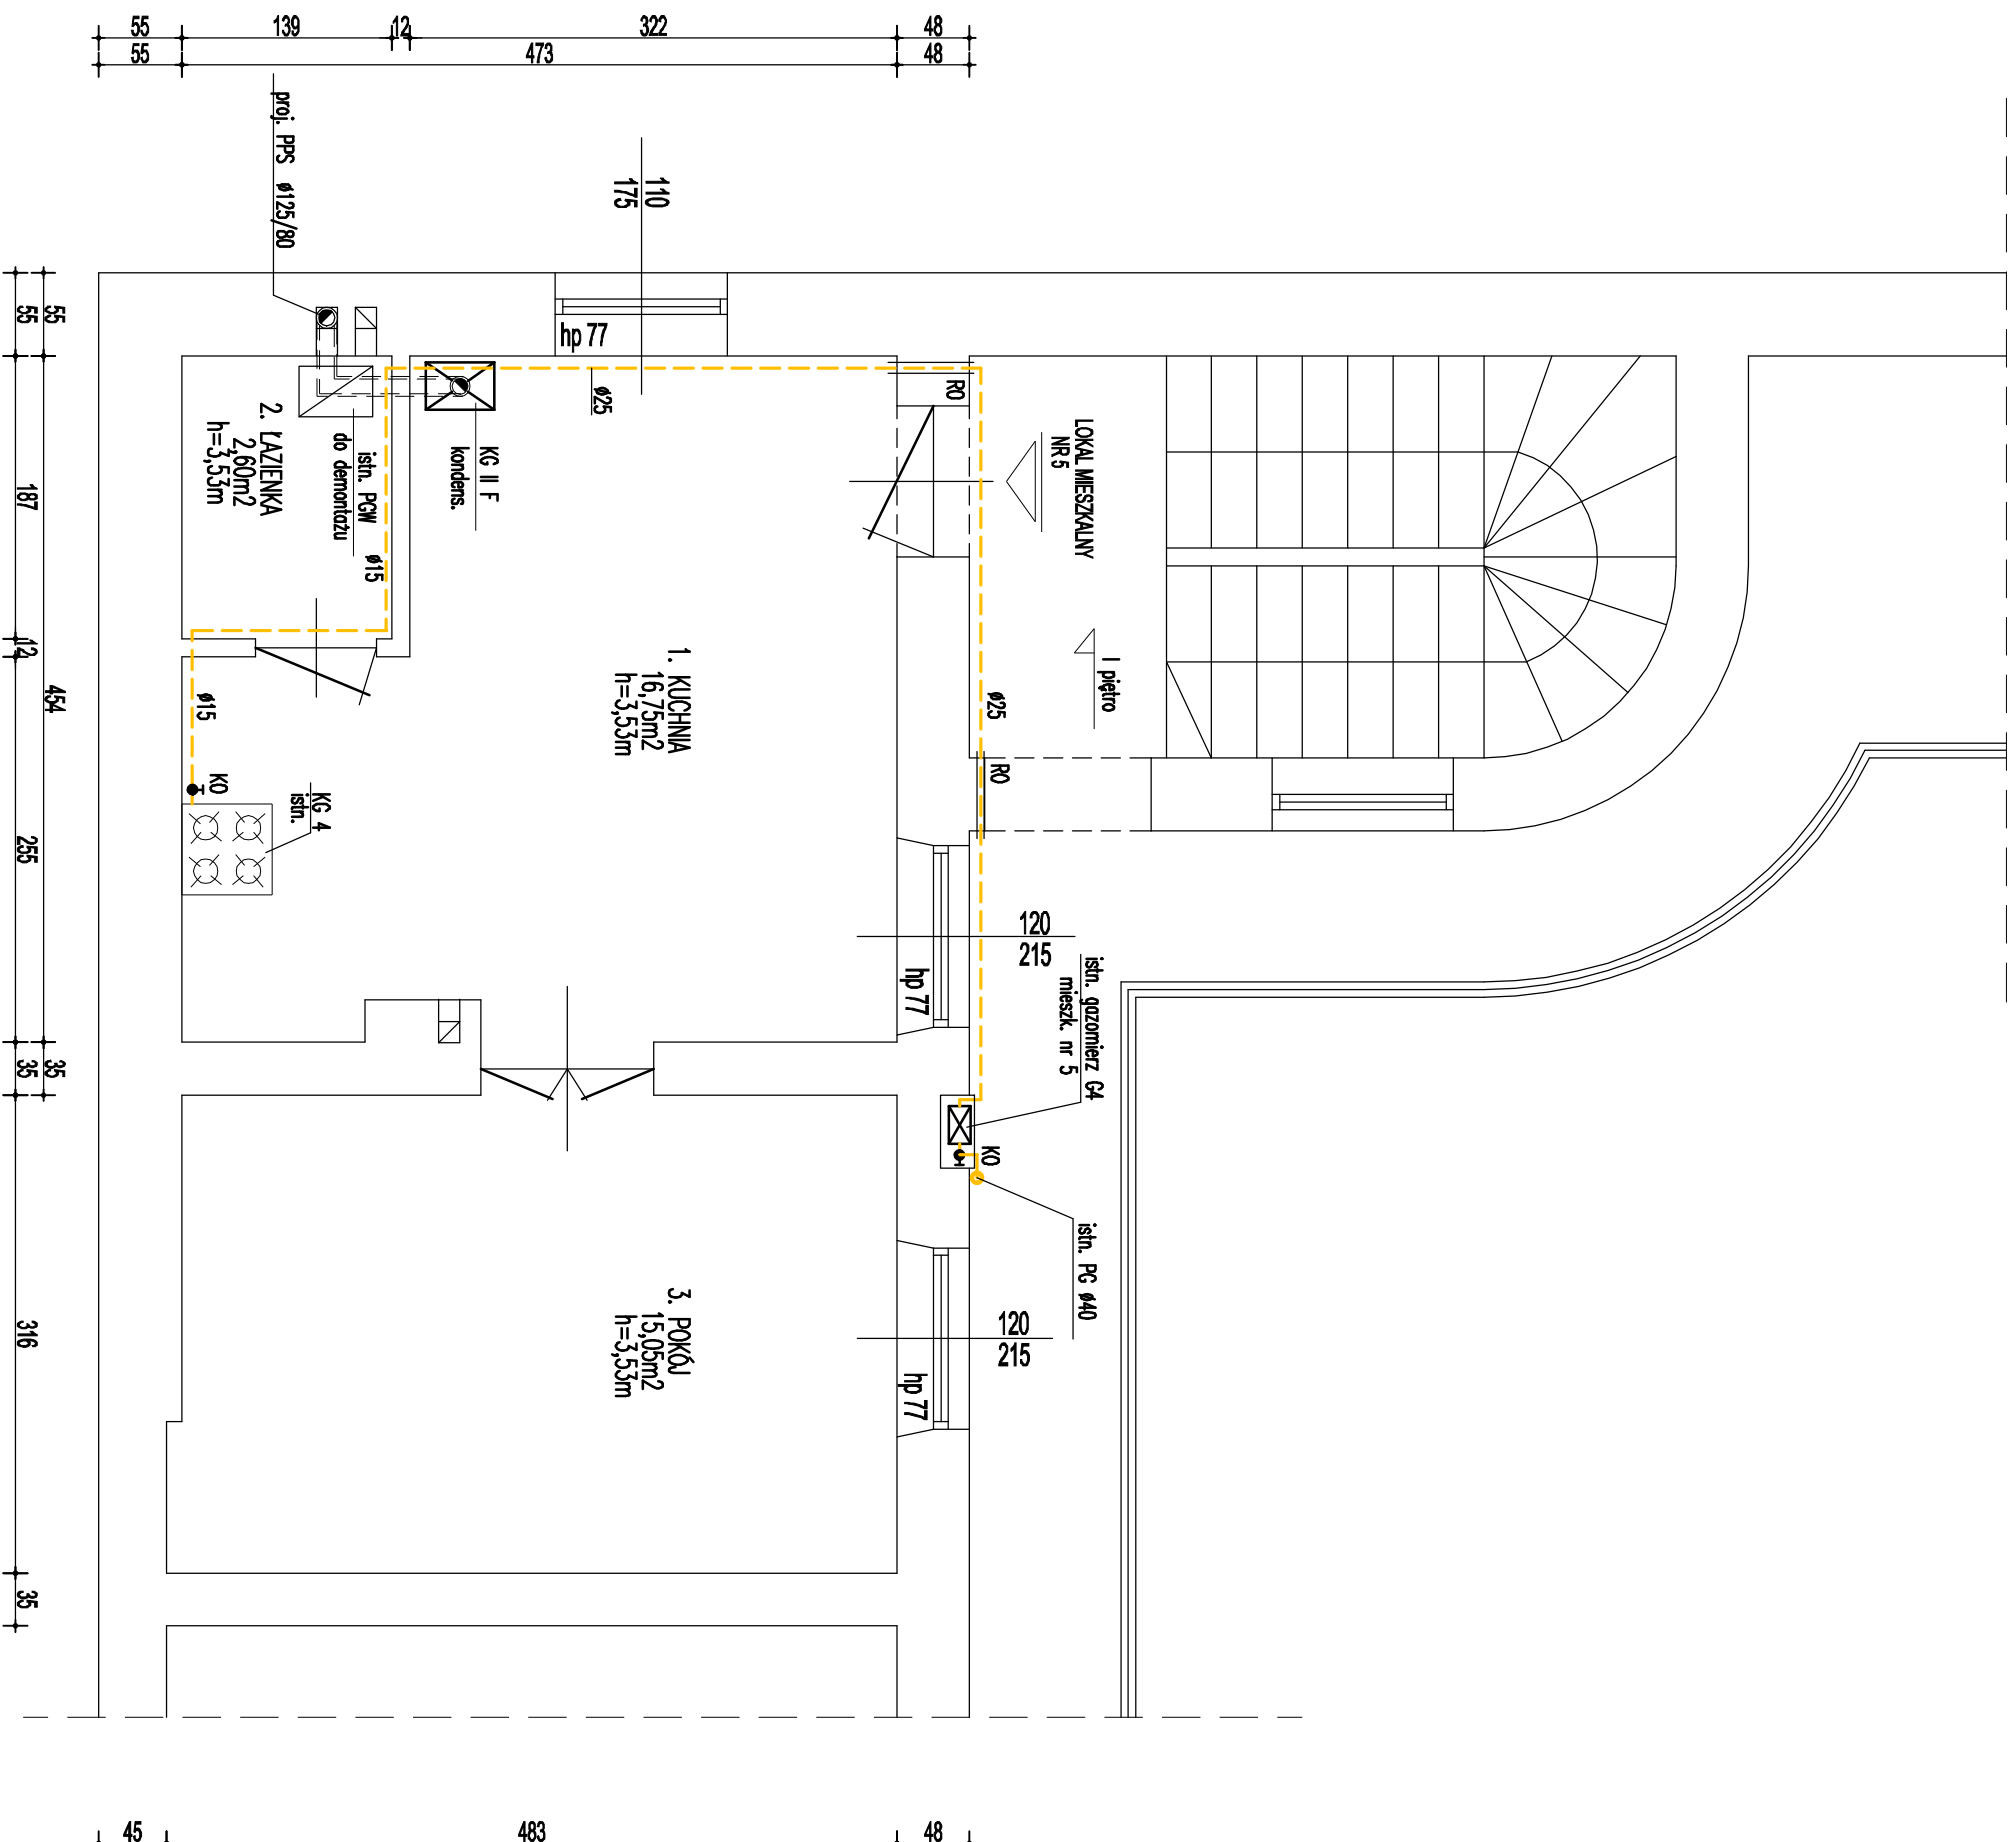 55
139
12
322
48
55
473
48
proj. PPS ø125/80
110
175
hp 77
ø25
RO
LOKAL MIESZKALNY
NR 5
KG II F
kondens.
istn. PGW
do demontażu
ø15
2. ŁAZIENKA
2,60m2
h=3,53m
I piętro
ø25
RO
1. KUCHNIA
16,75m2
h=3,53m
ø15
KO
KG 4
istn.
120
215
hp 77
istn. gazomierz G4
mieszk. nr 5
KO
istn. PG ø40
120
215
hp 77
3. POKÓJ
15,05m2
h=3,53m
55
454
35
55
187
12
255
35
316
35
45
483
48